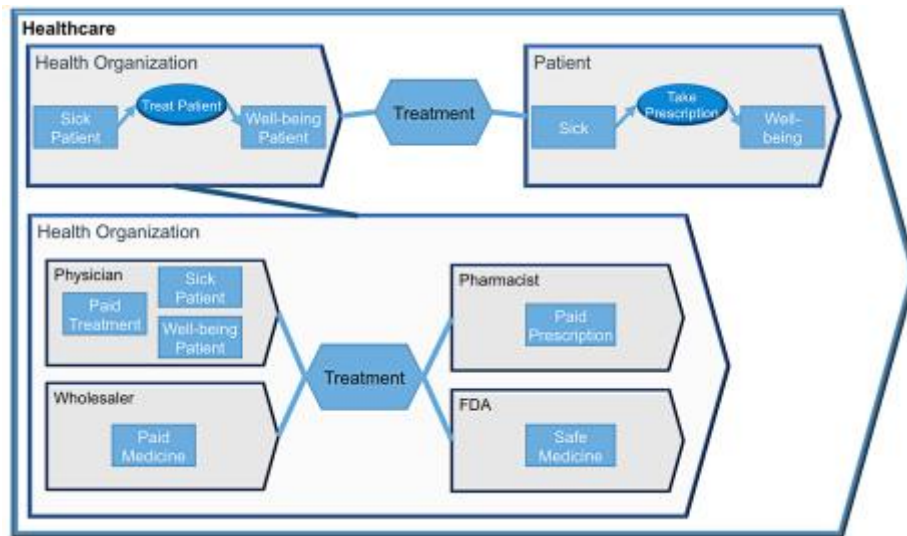 Healthcare
Health Organization
Sick
Patient
Treat Patient
Well-being
Patient
Treatment
Patient
Sick
Take
Prescription
Well-
being
Health Organization
Physician
Paid
Treatment
Sick
Patient
Well-being
Patient
Wholesaler
Paid
Medicine
Treatment
Pharmacist
Paid
Prescription
FDA
Safe
Medicine